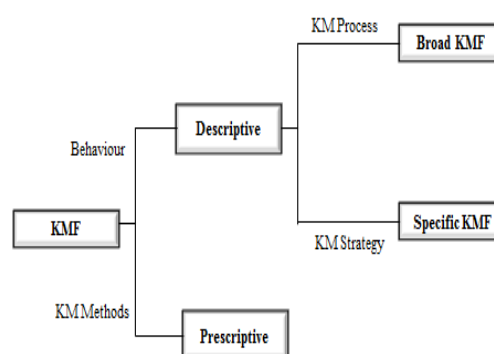 KM Process
Broad KMF
Descriptive
Behaviour
KMF
Specific KMF
KM Strategy
KM Methods
Prescriptive